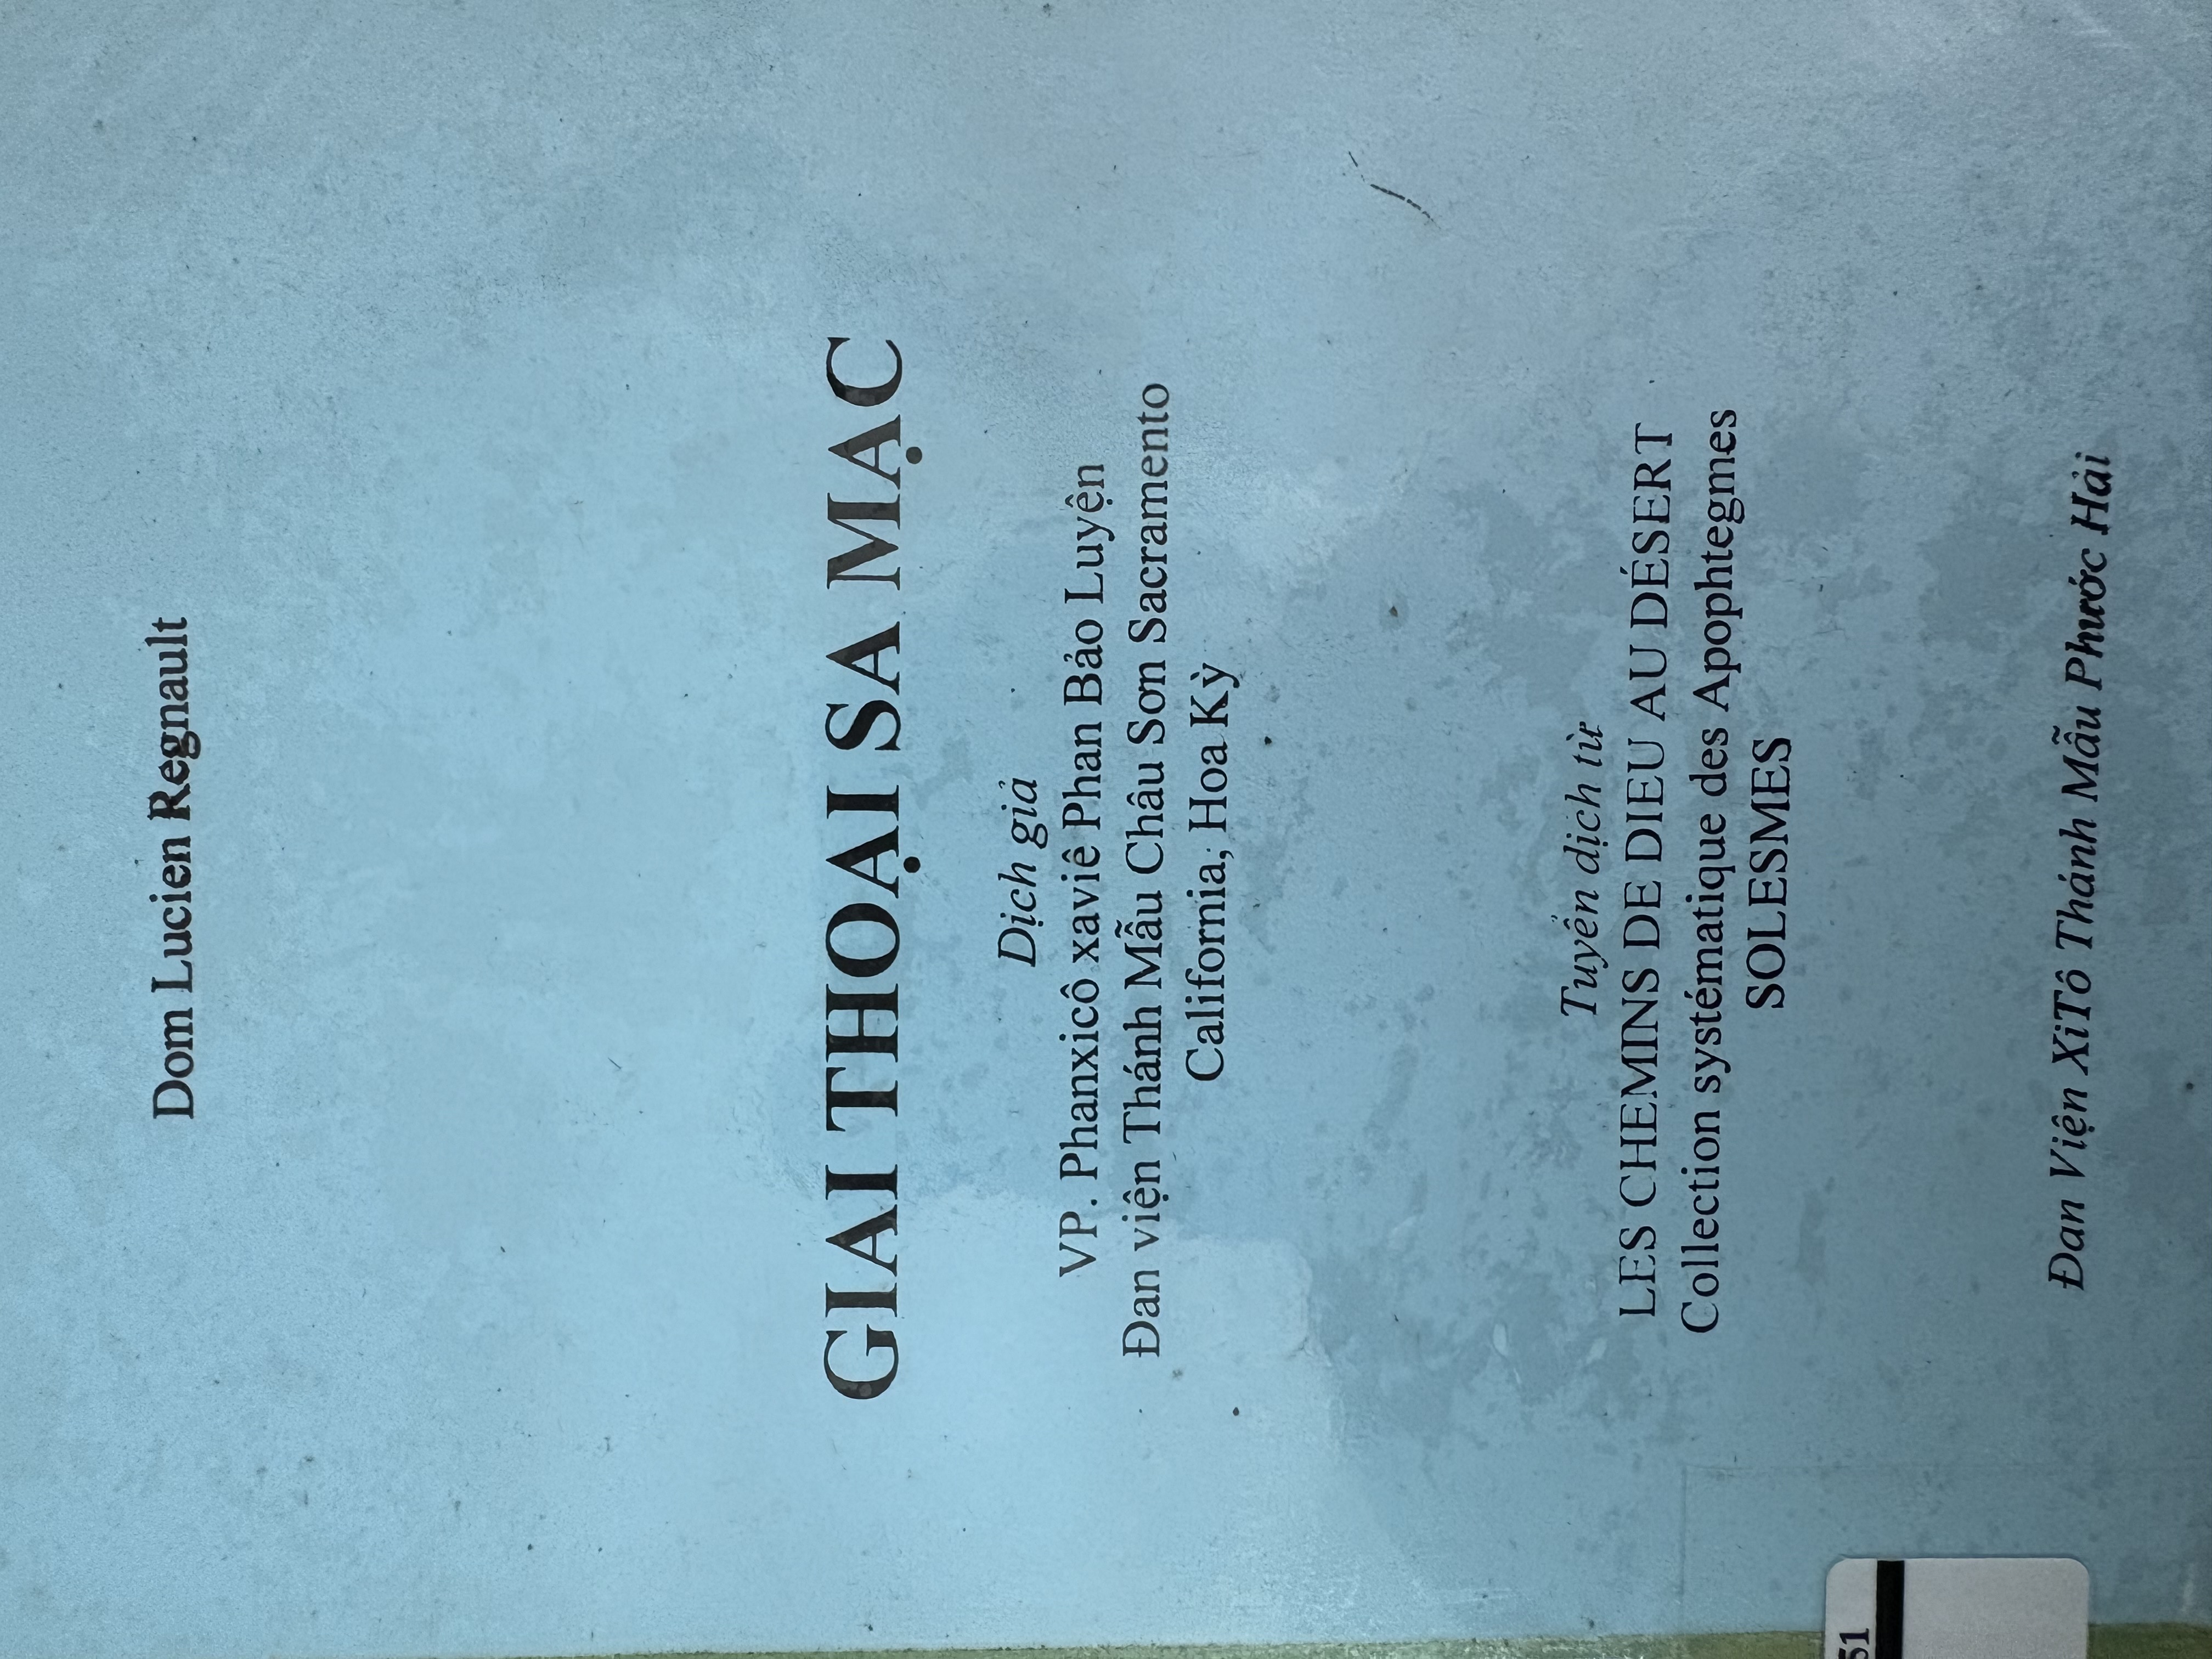 Dom Lucien Regnault
GIAI THOẠI SA MẠC
Dịch giả
VP. Phanxicô xaviê Phan Bảo Luyện
Đan viện Thánh Mẫu Châu Sơn Sacramento
California, Hoa Kỳ
Tuyển dịch từ
LES CHEMINS DE DIEU AU DÉSERT
Collection systématique des Apophtegmes
SOLESMES
Đan Viện XiTô Thánh Mẫu Phước Hải
51